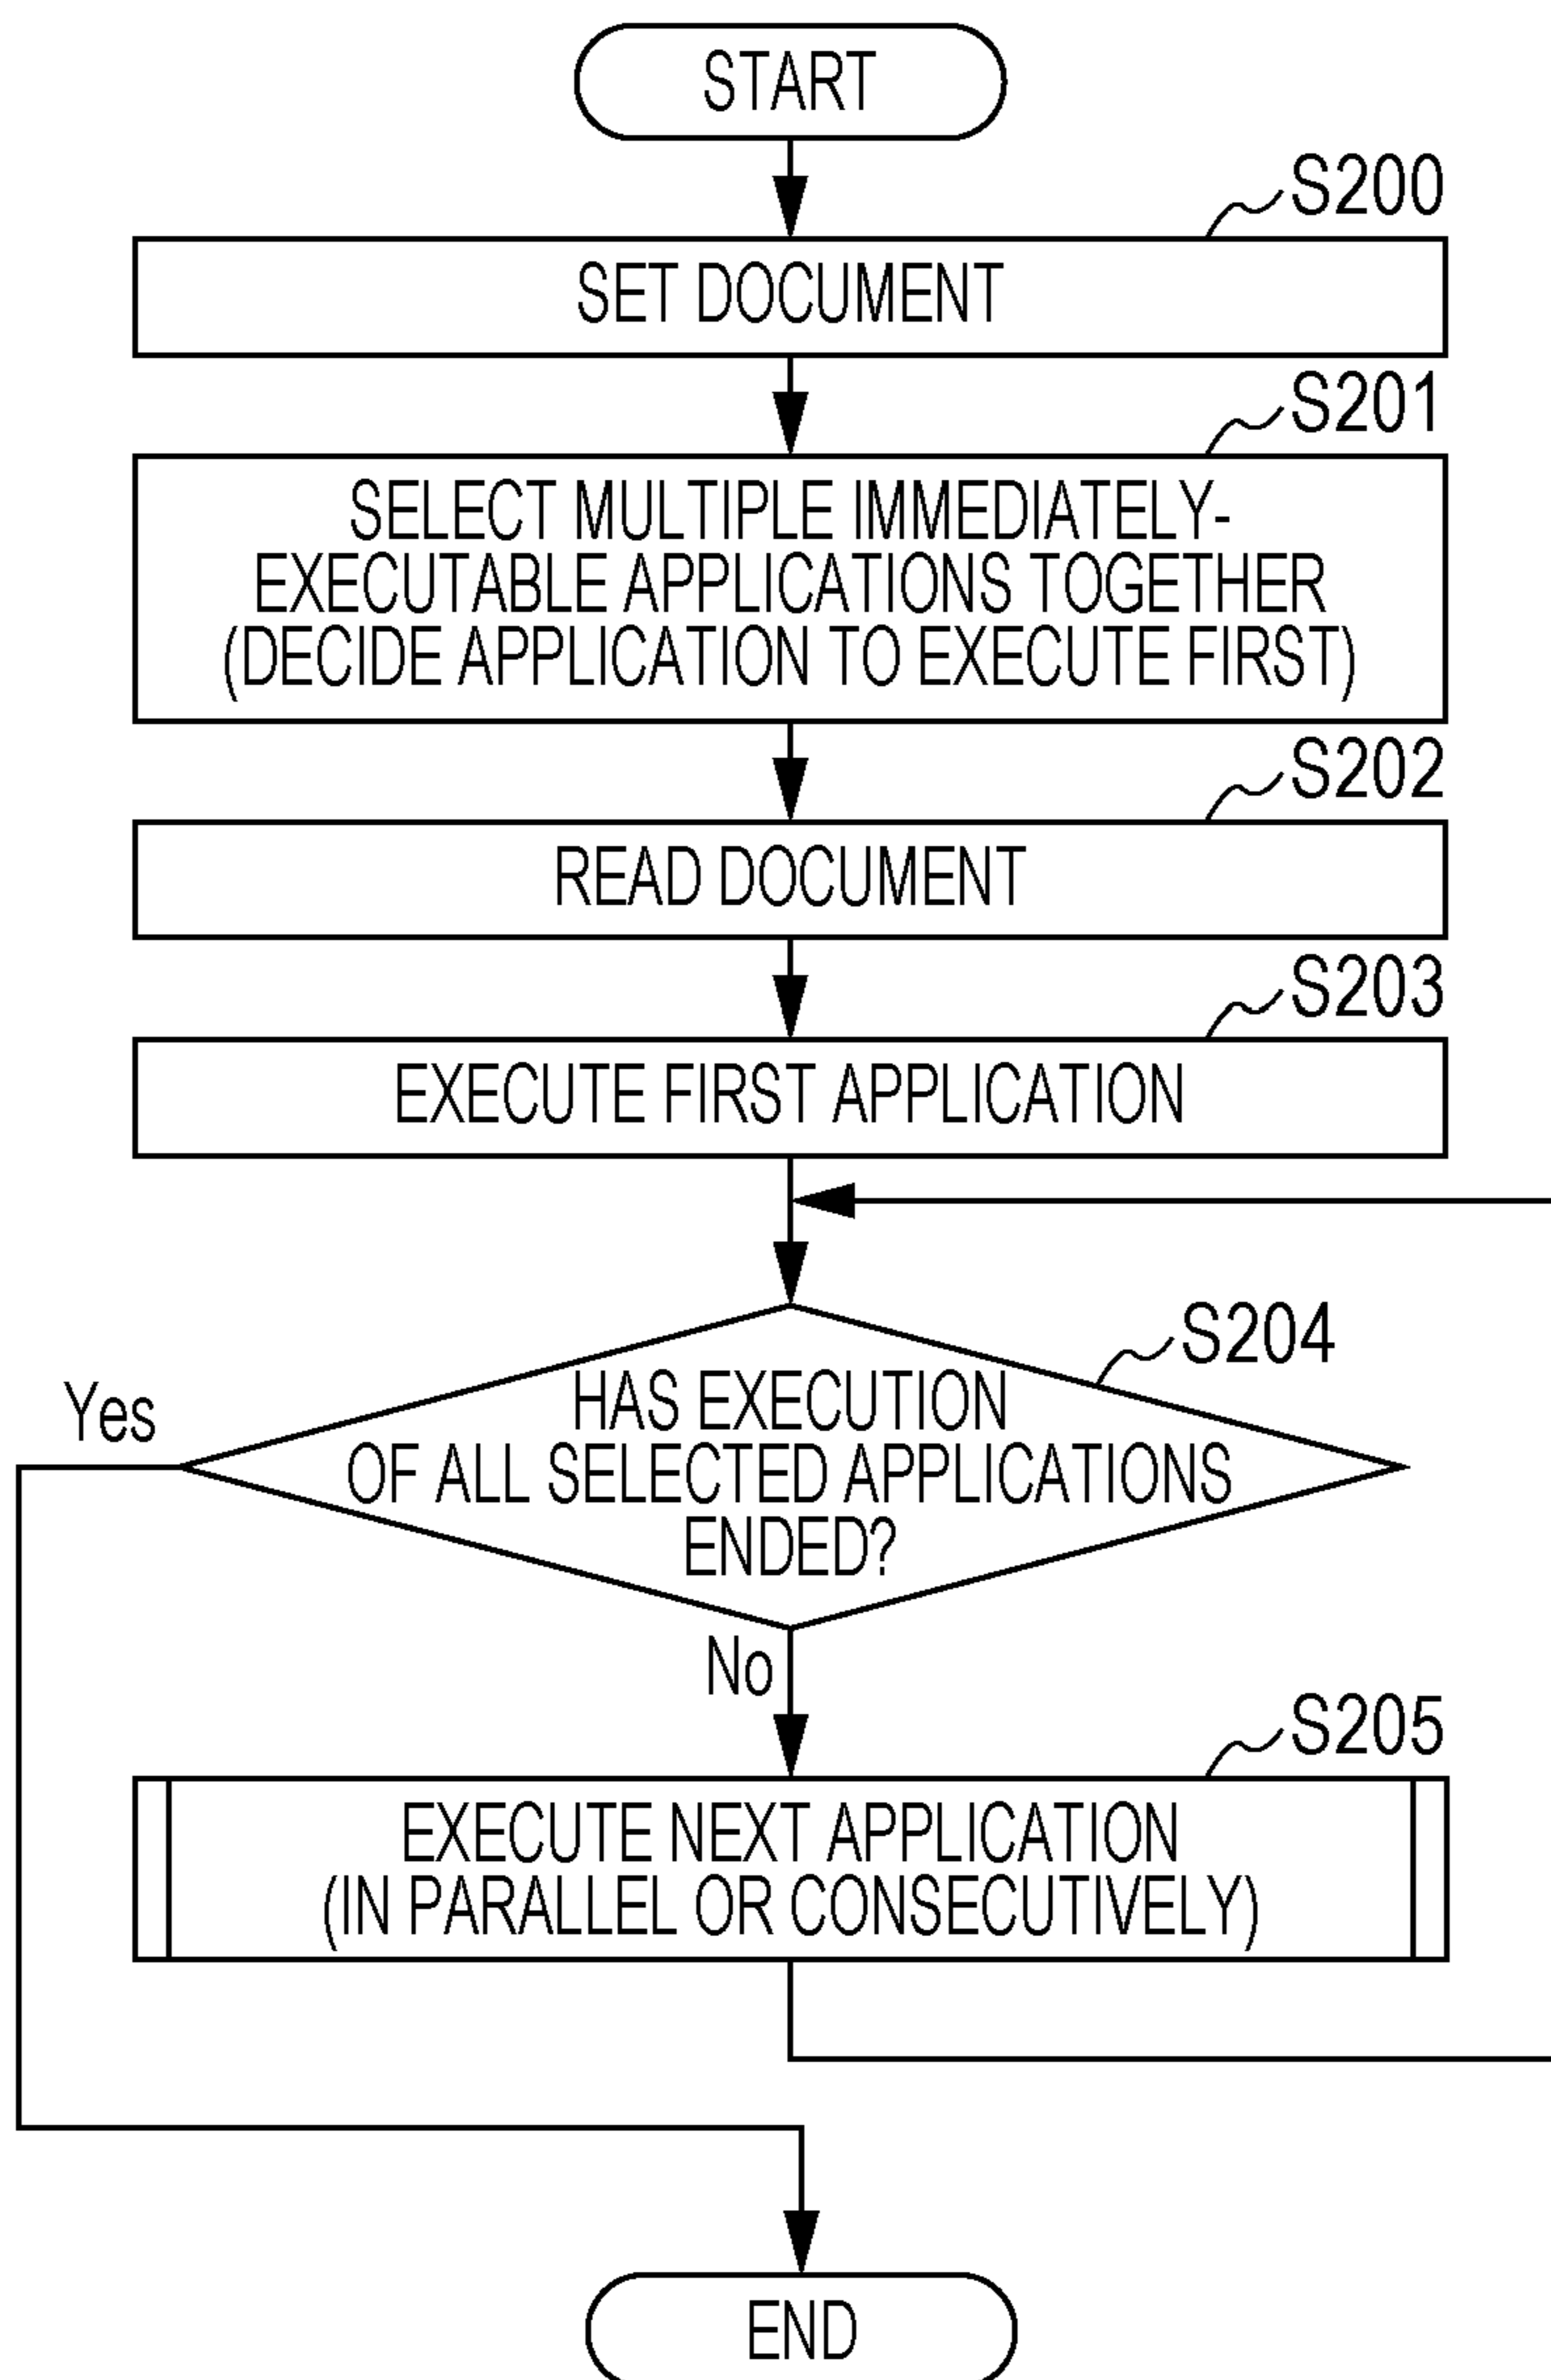 START
S200
SET DOCUMENT
S201
SELECT MULTIPLE IMMEDIATELY-
EXECUTABLE APPLICATIONS TOGETHER
(DECIDE APPLICATION TO EXECUTE FIRST)
S202
READ DOCUMENT
S203
EXECUTE FIRST APPLICATION
S204
Yes
HAS EXECUTION
OF ALL SELECTED APPLICATIONS
ENDED?
No
S205
EXECUTE NEXT APPLICATION
(IN PARALLEL OR CONSECUTIVELY)
END